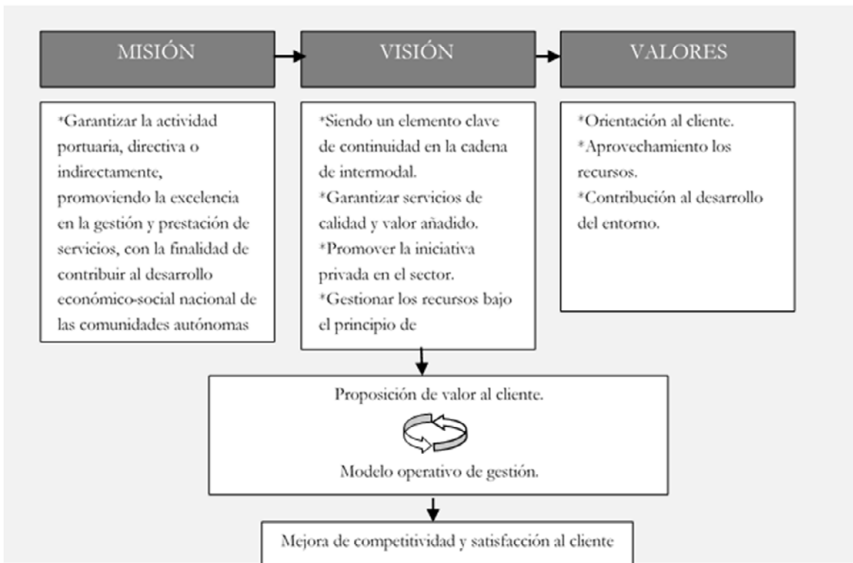 MISIÓN
*Garantizar la actividad
portuaria, directiva o
indirectamente,
promoviendo la excelencia
en la gestión y prestación de
servicios, con la finalidad de
contribuir al desarrollo
económico-social nacional de
las comunidades autónomas
VISIÓN
*Siendo un elemento clave
de continuidad en la cadena
de intermodal.
*Garantizar servicios de
calidad y valor añadido.
*Promover la iniciativa
privada en el sector.
*Gestionar los recursos bajo
el principio de
VALORES
*Orientación al cliente.
*Aprovechamiento los
recursos.
*Contribución al desarrollo
del entorno.
Proposición de valor al cliente.
Modelo operativo de gestión.
Mejora de competitividad y satisfacción al cliente